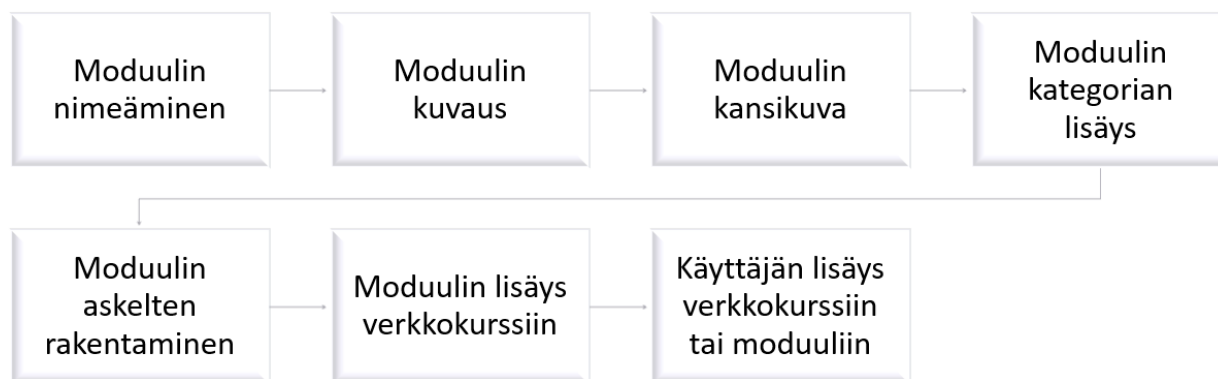 Moduulin
nimeäminen
Moduulin
kuvaus
Moduulin
kansikuva
Moduulin
kategorian
lisäys
Moduulin
askelten
rakentaminen
Moduulin lisäys
verkkokurssiin
Käyttäjän lisäys
verkkokurssiin
tai moduuliin